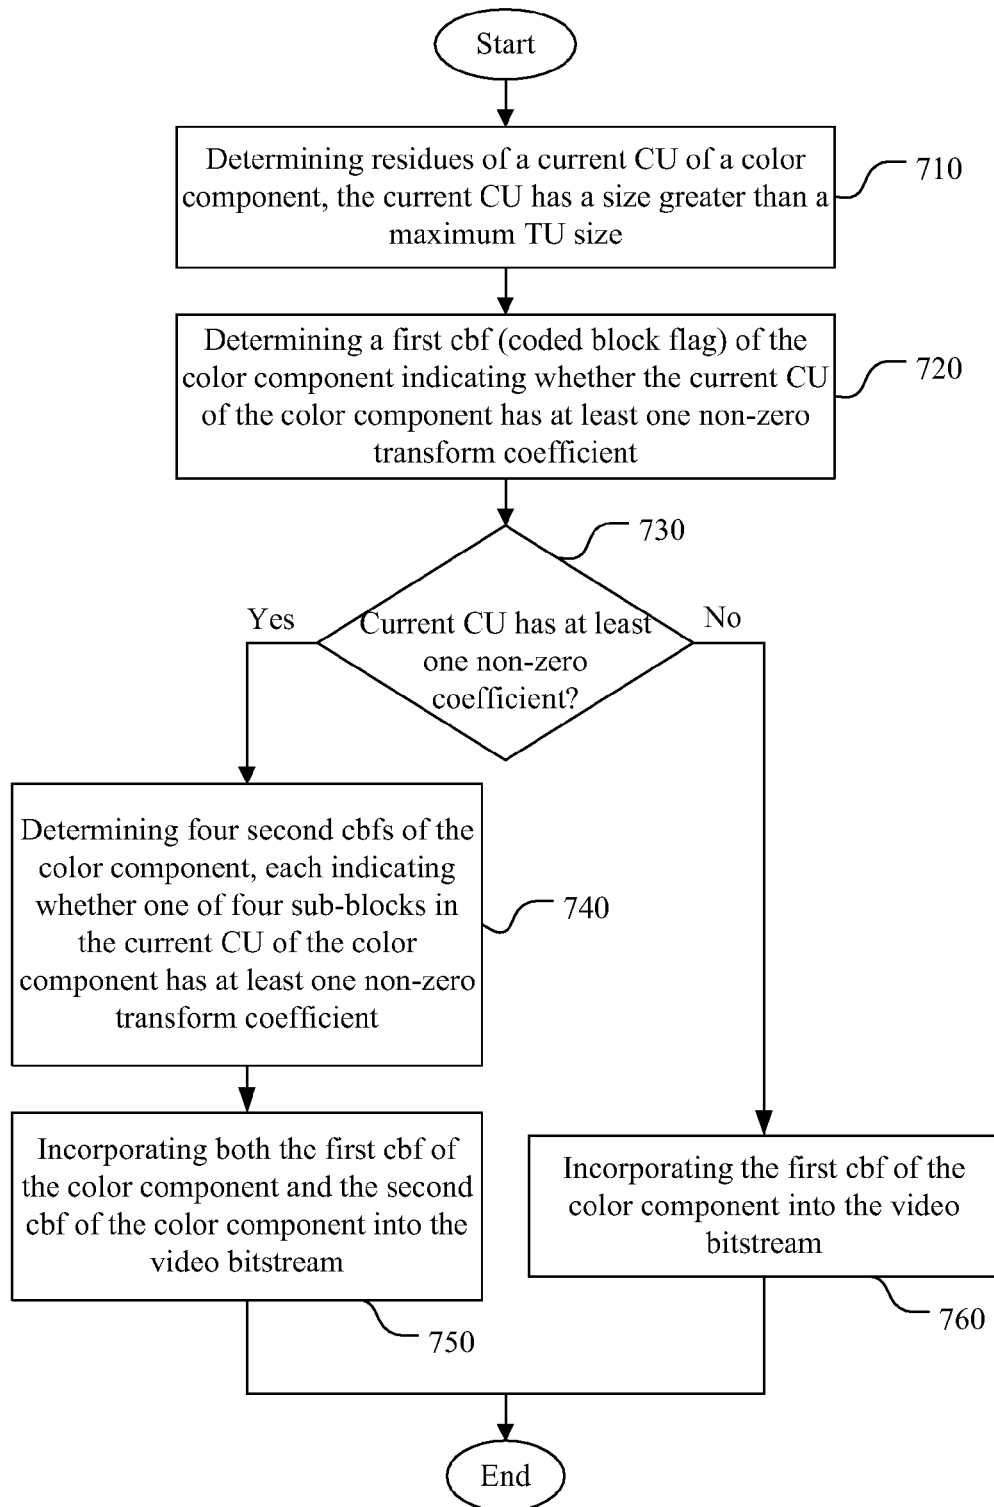 Start
Determining residues of a current CU of a color
component, the current CU has a size greater than a
maximum TU size
710
Determining a first cbf (coded block flag) of the
color component indicating whether the current CU
of the color component has at least one non-zero
transform coefficient
720
730
Yes
No
Current CU has at least
one non-zero
coefficient?
Determining four second cbfs of the
color component, each indicating
whether one of four sub-blocks in
the current CU of the color
component has at least one non-zero
transform coefficient
740
Incorporating both the first cbf of
the color component and the second
cbf of the color component into the
video bitstream
750
Incorporating the first cbf of the
color component into the video
bitstream
760
End